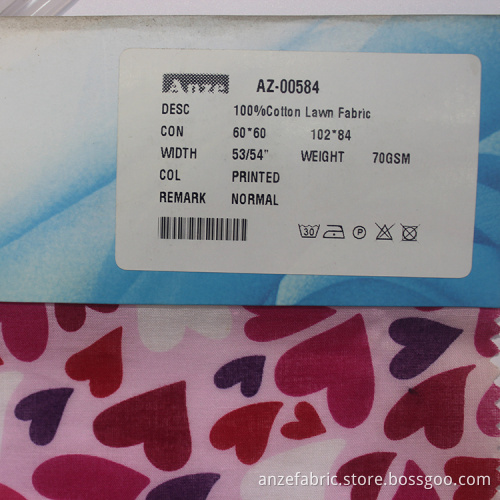 Anze AZ-00584
DESC 100%Cotton Lawn Fabric
CON 60*60 102*84
WIDTH 53/54" WEIGHT 70GSM
COL PRINTED
REMARK NORMAL
30 P
anzefabric.store.bossgoo.com